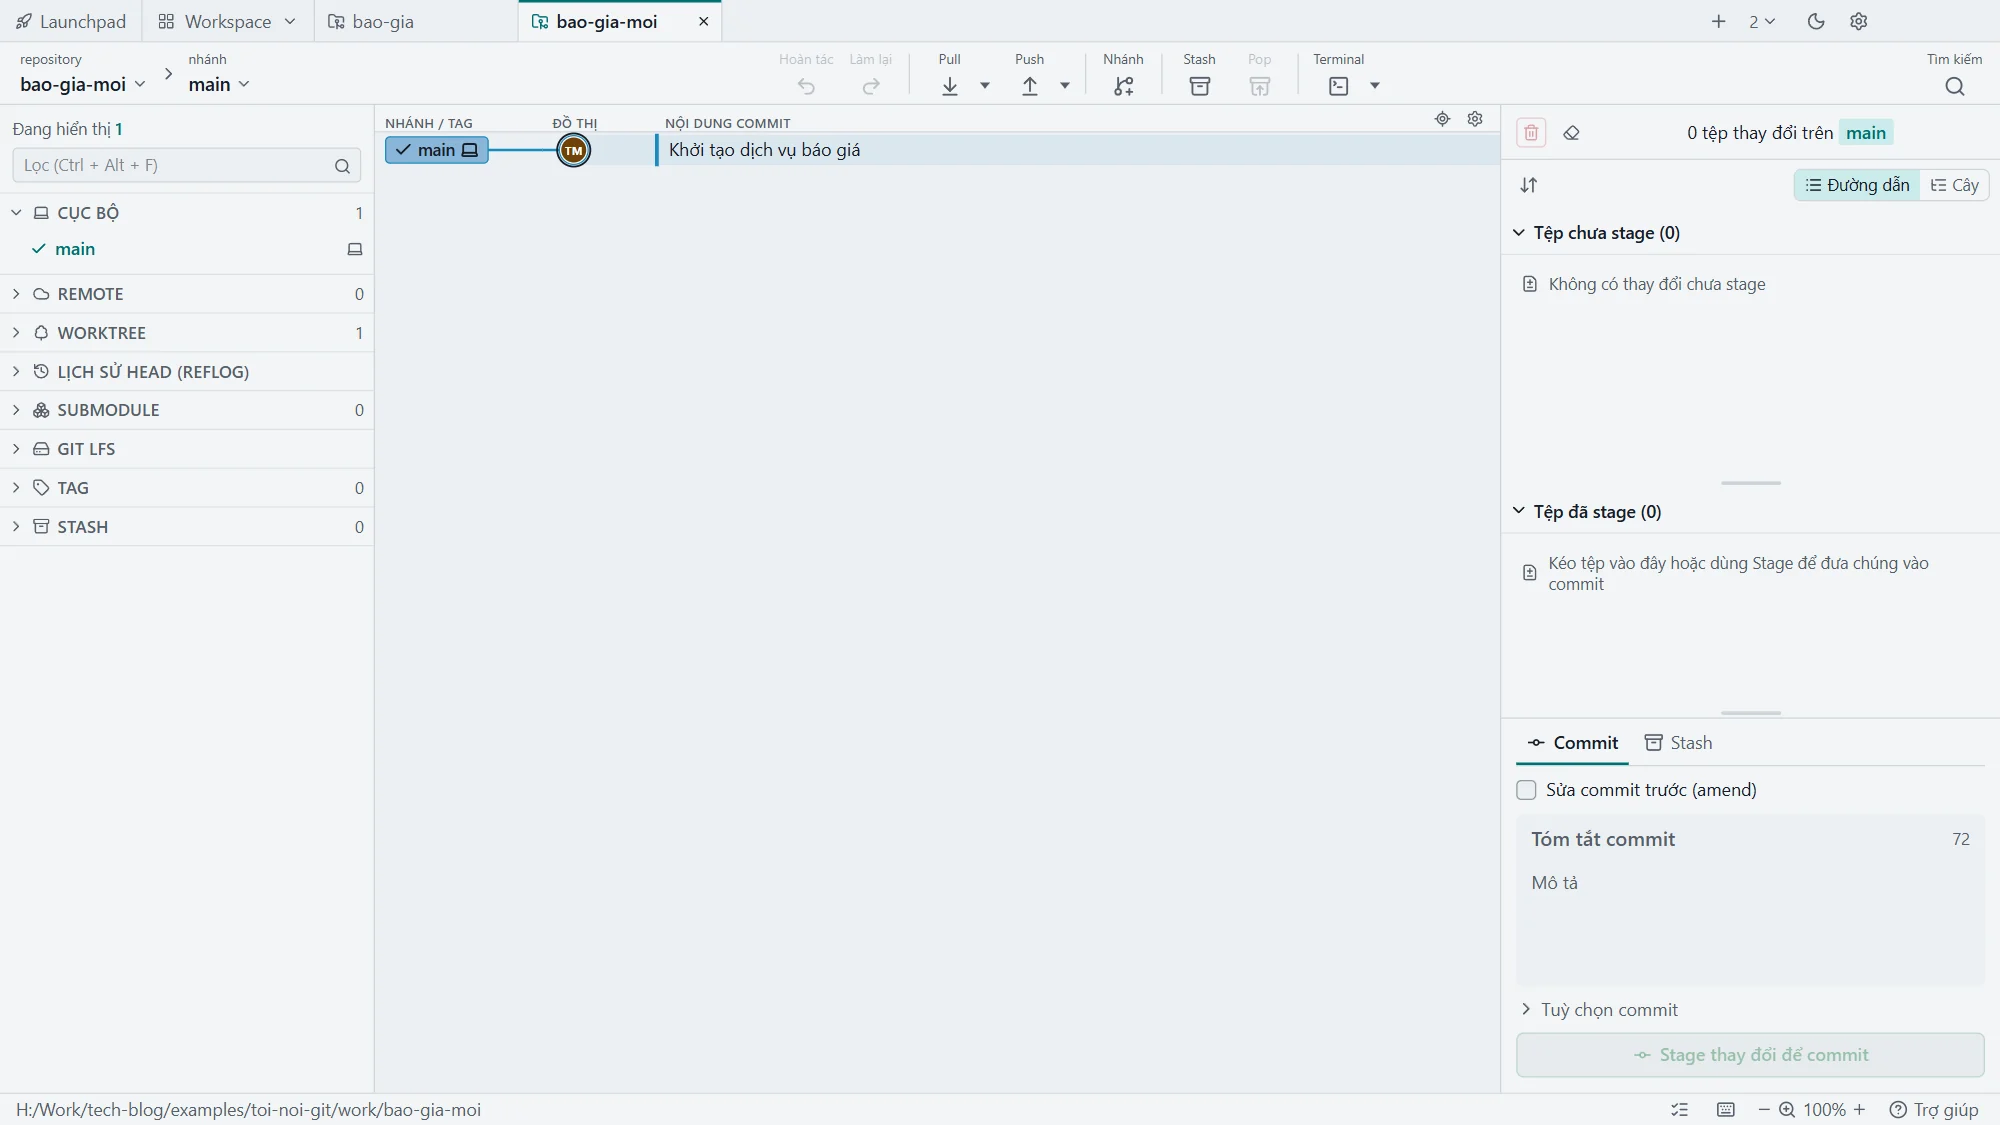 Launchpad
Workspace
bao-gia
bao-gia-moi
2
repository
bao-gia-moi
nhánh
main
Hoàn tác
Làm lại
Pull
Push
Nhánh
Stash
Pop
Terminal
Tìm kiếm
Đang hiển thị 1
Lọc (Ctrl + Alt + F)
CỤC BỘ 1
main
REMOTE 0
WORKTREE 1
LỊCH SỬ HEAD (REFLOG)
SUBMODULE 0
GIT LFS
TAG 0
STASH 0
NHÁNH / TAG
ĐỒ THỊ
NỘI DUNG COMMIT
main
TM
Khởi tạo dịch vụ báo giá
0 tệp thay đổi trên main
Đường dẫn
Cây
Tệp chưa stage (0)
Không có thay đổi chưa stage
Tệp đã stage (0)
Kéo tệp vào đây hoặc dùng Stage để đưa chúng vào
commit
Commit
Stash
Sửa commit trước (amend)
Tóm tắt commit 72
Mô tả
Tuỳ chọn commit
Stage thay đổi để commit
H:/Work/tech-blog/examples/toi-noi-git/work/bao-gia-moi
100%
Trợ giúp